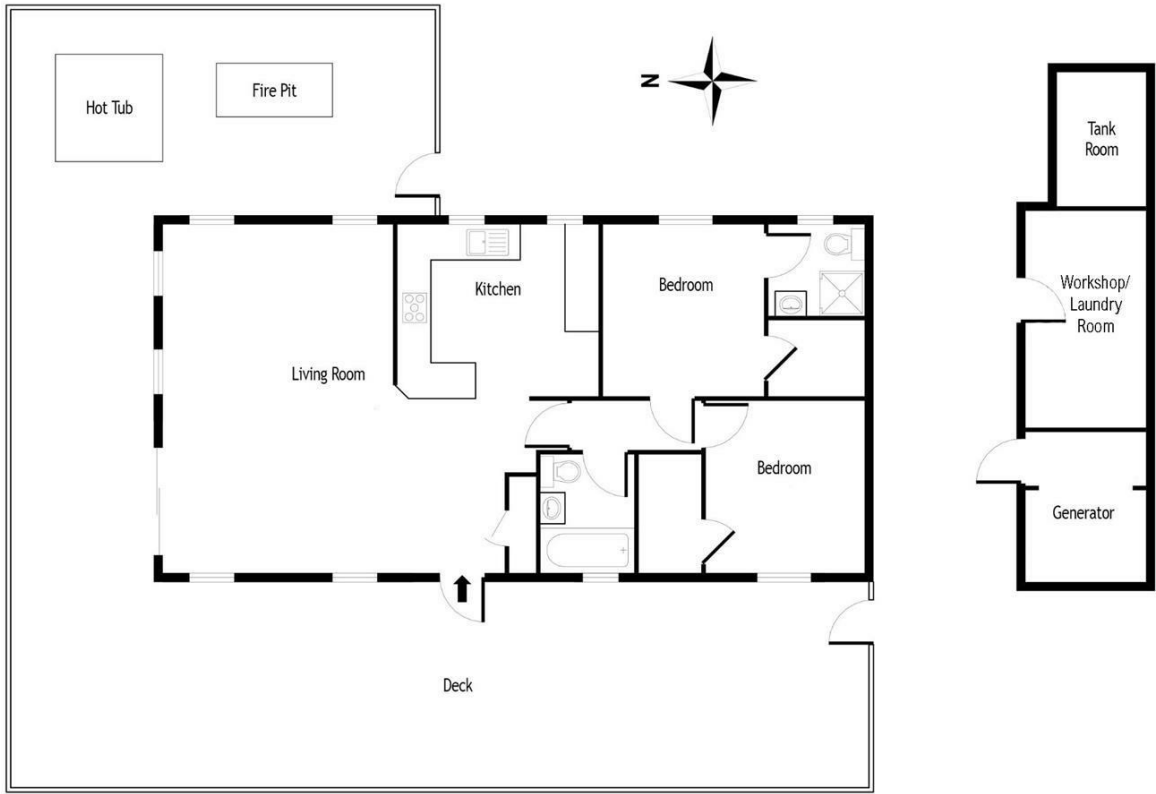 Hot Tub
Fire Pit
N
Tank
Room
Kitchen
Bedroom
Workshop/
Laundry
Room
Living Room
Bedroom
Generator
Deck